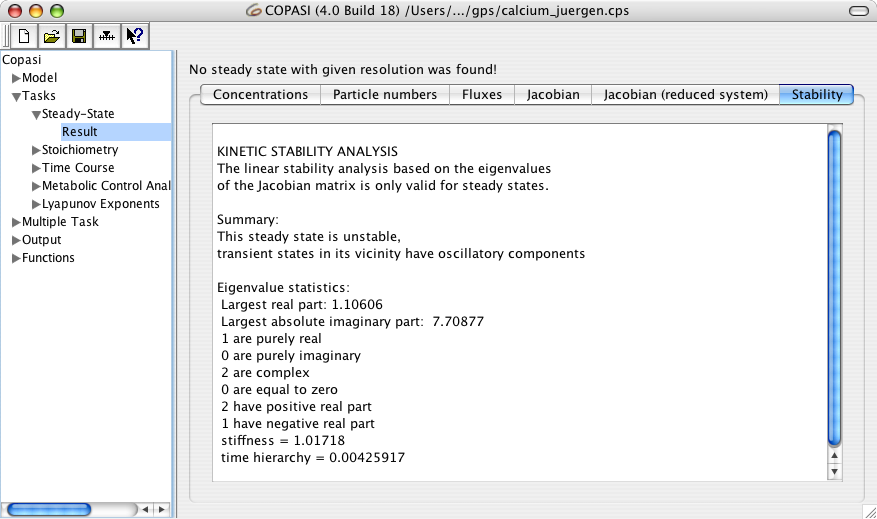 COPASI (4.0 Build 18) /Users/.../gps/calcium_juergen.cps
Copasi
Model
Tasks
Steady-State
Result
Stoichiometry
Time Course
Metabolic Control Anal
Lyapunov Exponents
Multiple Task
Output
Functions
No steady state with given resolution was found!
Concentrations
Particle numbers
Fluxes
Jacobian
Jacobian (reduced system)
Stability
KINETIC STABILITY ANALYSIS
The linear stability analysis based on the eigenvalues
of the Jacobian matrix is only valid for steady states.
Summary:
This steady state is unstable,
transient states in its vicinity have oscillatory components
Eigenvalue statistics:
Largest real part: 1.10606
Largest absolute imaginary part:  7.70877
1 are purely real
0 are purely imaginary
2 are complex
0 are equal to zero
2 have positive real part
1 have negative real part
stiffness = 1.01718
time hierarchy = 0.00425917